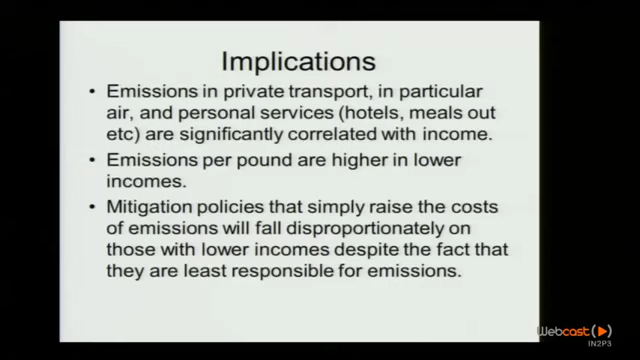 Implications
• Emissions in private transport, in particular
air, and personal services (hotels, meals out
etc) are significantly correlated with income.
• Emissions per pound are higher in lower
incomes.
• Mitigation policies that simply raise the costs
of emissions will fall disproportionately on
those with lower incomes despite the fact that
they are least responsible for emissions.
Webcast
IN2P3